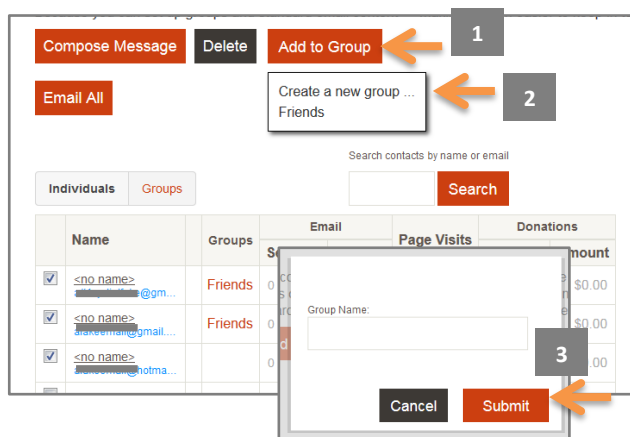 Compose Message
Delete
Add to Group
1
Email All
Create a new group ...
Friends
2
Search contacts by name or email
Individuals
Groups
Search
Name
Groups
Email
Page Visits
Donations
mount
<no name>
@gm...
Friends
0
$0.00
<no name>
@gmail....
Friends
0
$0.00
<no name>
@hotma...
0
.00
Group Name:
3
Cancel
Submit